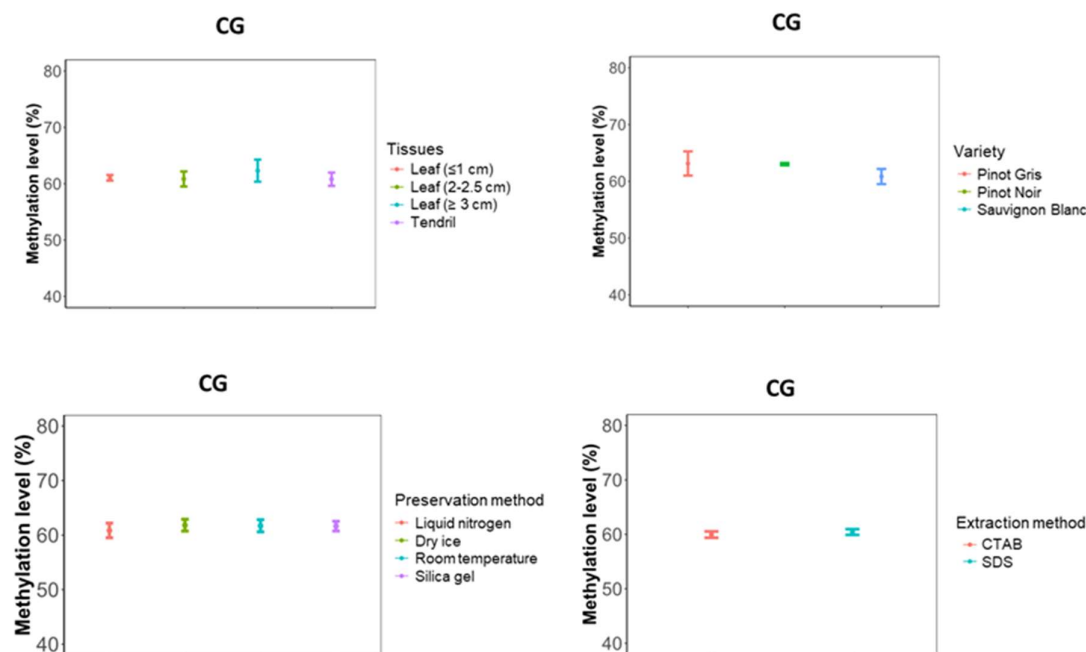 CG
Methylation level (%)
80
70
60
50
40
Tissues
Leaf (≤1 cm)
Leaf (2-2.5 cm)
Leaf (≥ 3 cm)
Tendril
CG
Methylation level (%)
80
70
60
50
40
Variety
Pinot Gris
Pinot Noir
Sauvignon Blanc
CG
Methylation level (%)
80
70
60
50
40
Preservation method
Liquid nitrogen
Dry ice
Room temperature
Silica gel
CG
Methylation level (%)
80
70
60
50
40
Extraction method
CTAB
SDS